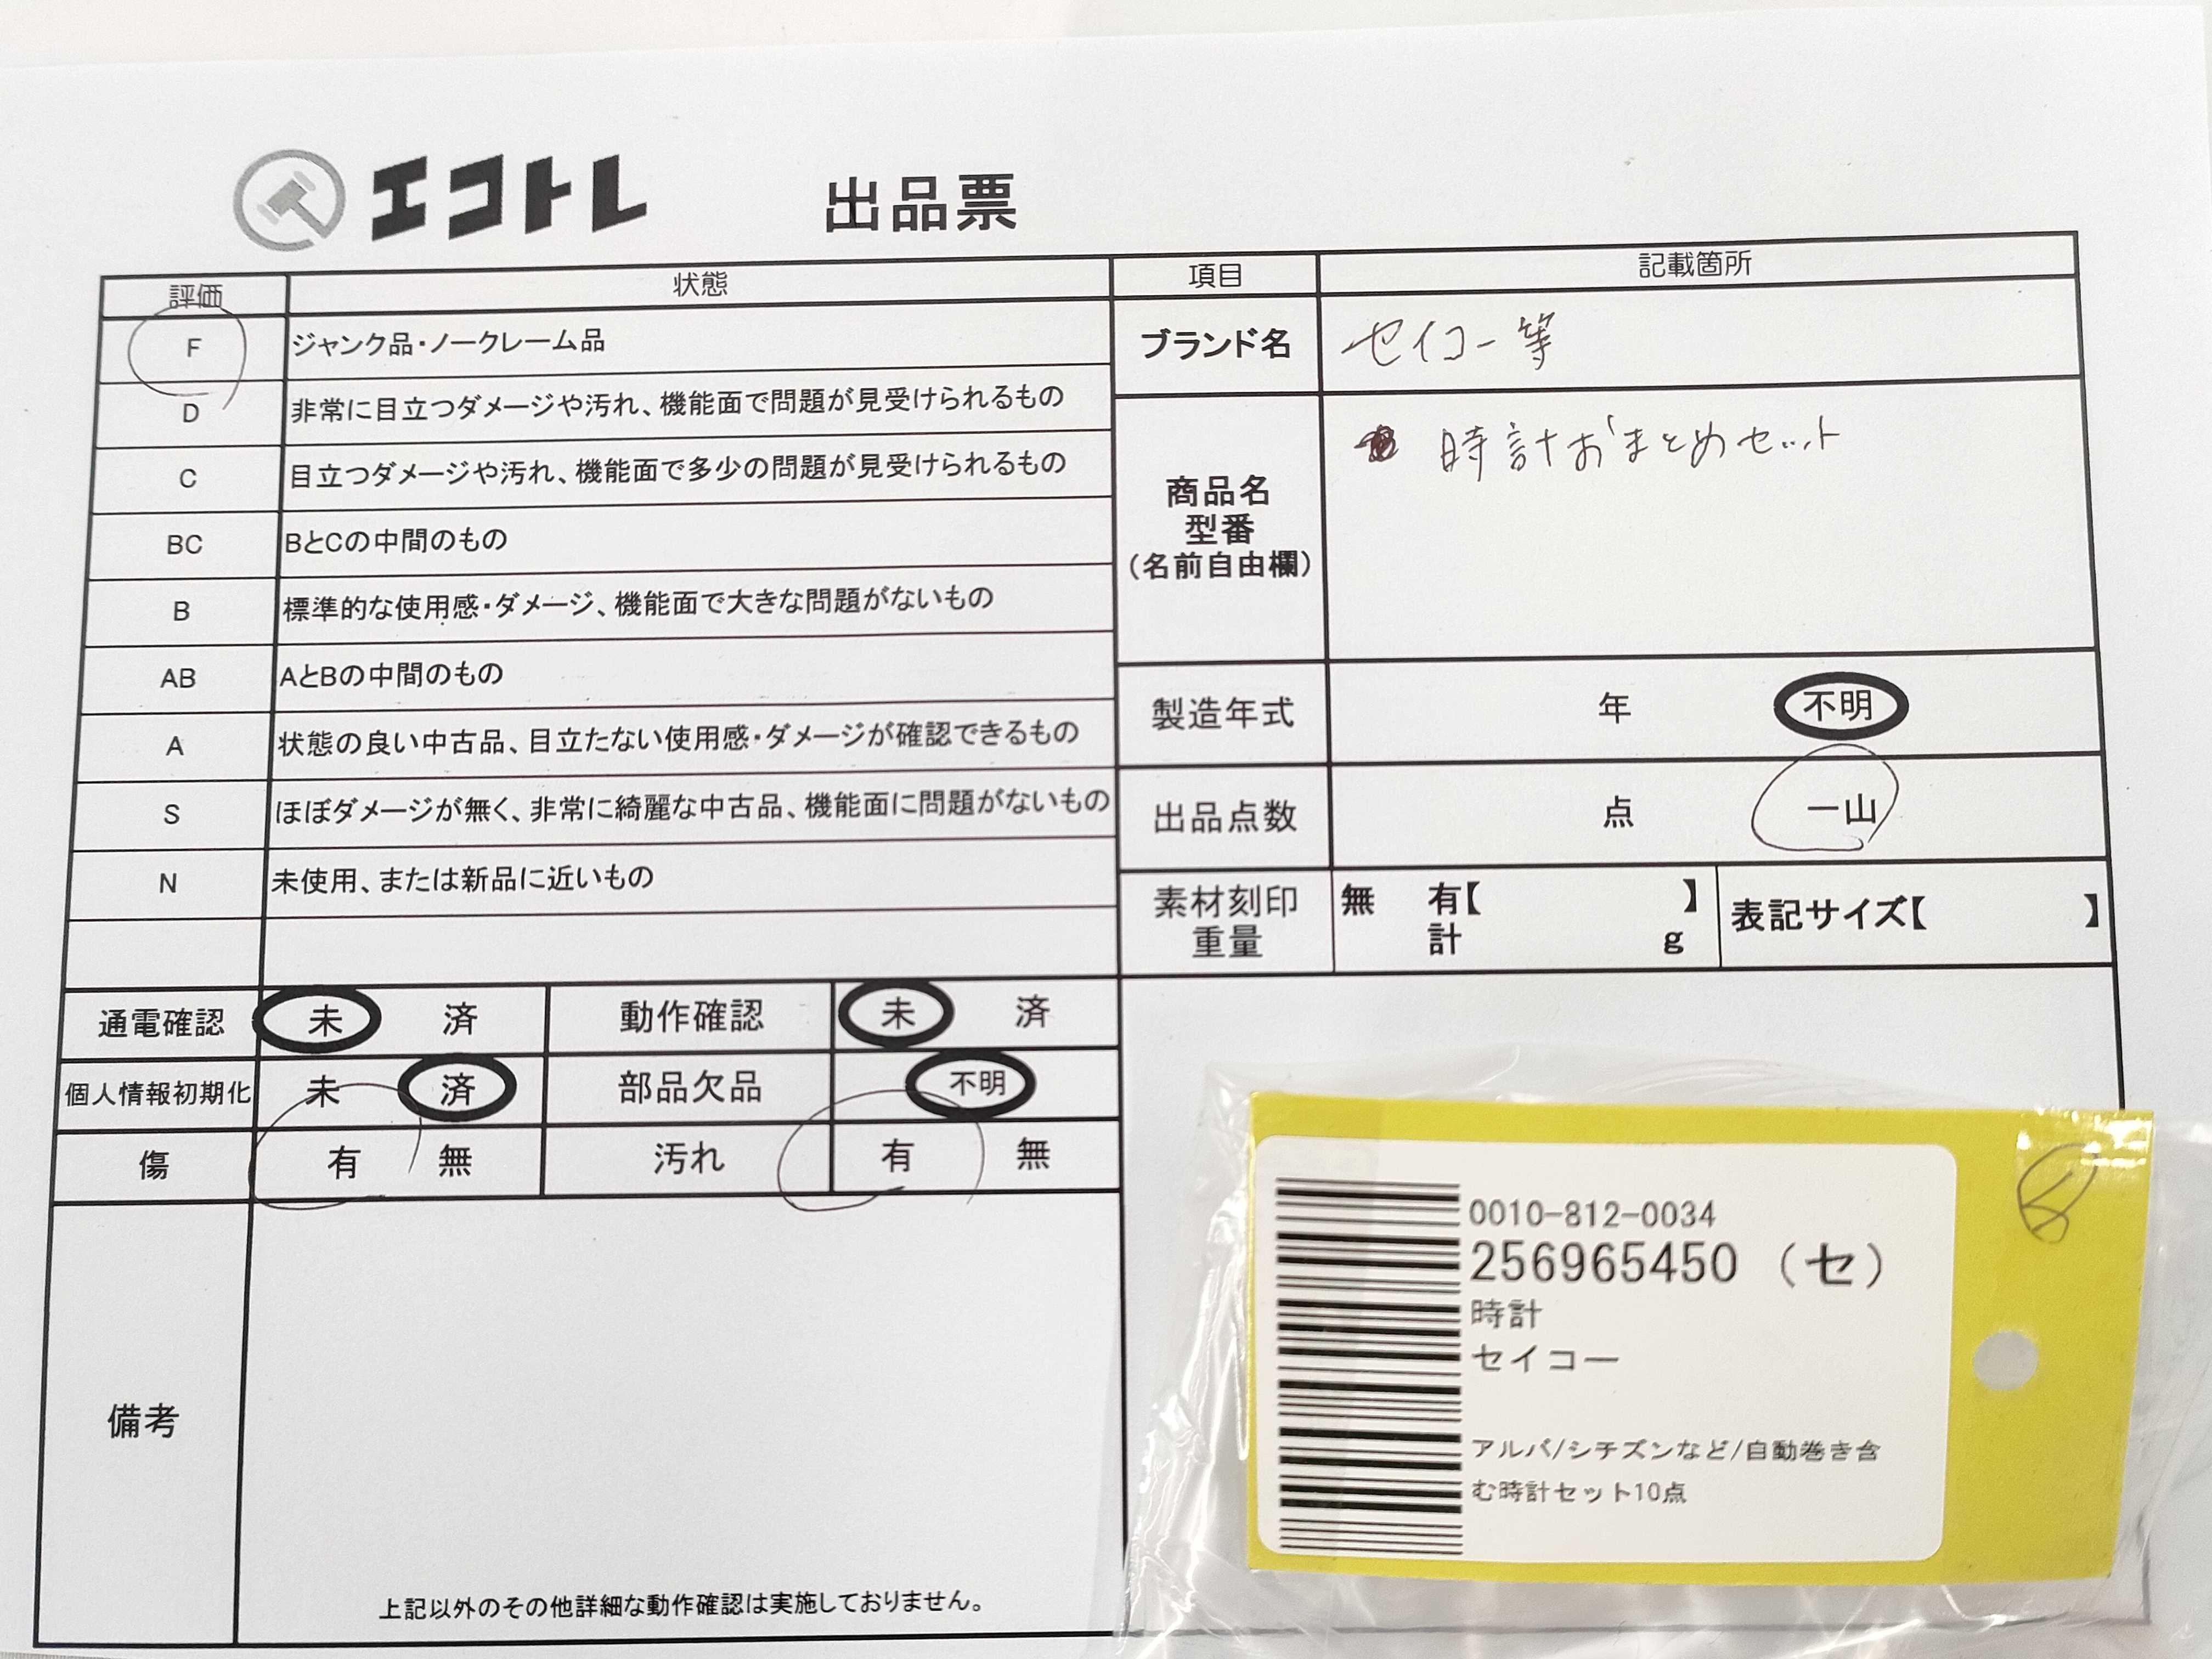 エコトレ 出品票
評価 状態 項目 記載箇所
F ジャンク品・ノークレーム品
D 非常に目立つダメージや汚れ、機能面で問題が見受けられるもの
C 目立つダメージや汚れ、機能面で多少の問題が見受けられるもの
BC BとCの中間のもの
B 標準的な使用感・ダメージ、機能面で大きな問題がないもの
AB AとBの中間のもの
A 状態の良い中古品、目立たない使用感・ダメージが確認できるもの
S ほぼダメージが無く、非常に綺麗な中古品、機能面に問題がないもの
N 未使用、または新品に近いもの
ブランド名 セイコー等
商品名
型番
（名前自由欄）
時計おまとめセット
製造年式 年 不明
出品点数 点 一山
素材刻印
重量
無 有【 】
計 g
表記サイズ【 】
通電確認 未 済 動作確認 未 済
個人情報初期化 未 済 部品欠品 不明
傷 有 無 汚れ 有 無
備考
上記以外のその他詳細な動作確認は実施しておりません。
0010-812-0034
256965450（セ）
時計
セイコー
アルバ/シチズンなど/自動巻き含
む時計セット10点